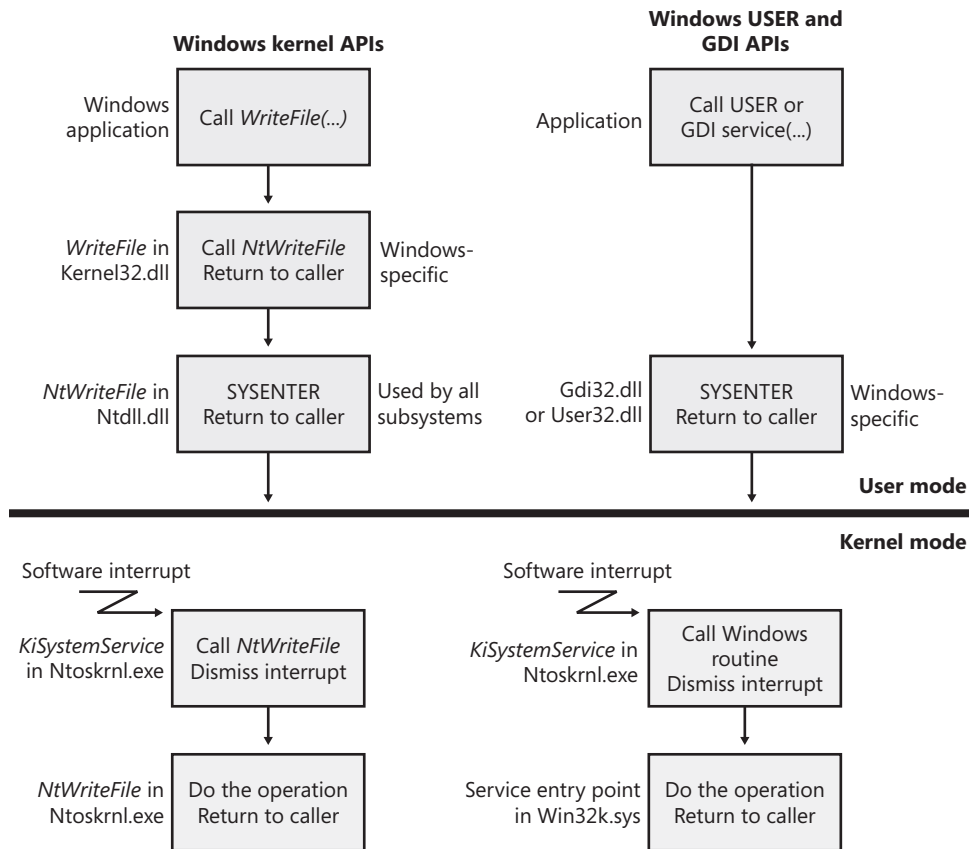 Windows kernel APIs
Windows USER and
GDI APIs
Windows
application
Call WriteFile(...)
Application
Call USER or
GDI service(...)
WriteFile in
Kernel32.dll
Call NtWriteFile
Return to caller
Windows-
specific
NtWriteFile in
Ntdll.dll
SYSENTER
Return to caller
Used by all
subsystems
Gdi32.dll
or User32.dll
SYSENTER
Return to caller
Windows-
specific
User mode
Kernel mode
Software interrupt
KiSystemService
in Ntoskrnl.exe
Call NtWriteFile
Dismiss interrupt
Software interrupt
KiSystemService in
Ntoskrnl.exe
Call Windows
routine
Dismiss interrupt
NtWriteFile in
Ntoskrnl.exe
Do the operation
Return to caller
Service entry point
in Win32k.sys
Do the operation
Return to caller